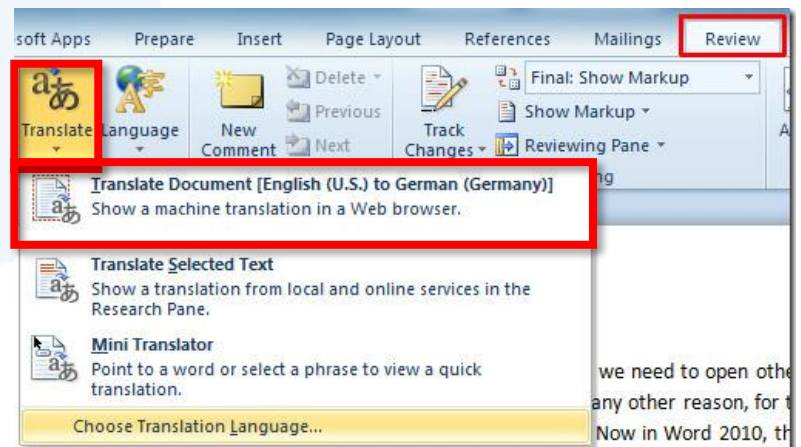 soft Apps Prepare Insert Page Layout References Mailings Review
Translate Language New Comment Delete Previous Next Track Changes Final: Show Markup Show Markup Reviewing Pane
ng
Translate Document [English (U.S.) to German (Germany)]
Show a machine translation in a Web browser.
Translate Selected Text
Show a translation from local and online services in the
Research Pane.
Mini Translator
Point to a word or select a phrase to view a quick
translation.
Choose Translation Language...
we need to open othe
any other reason, for t
Now in Word 2010, th